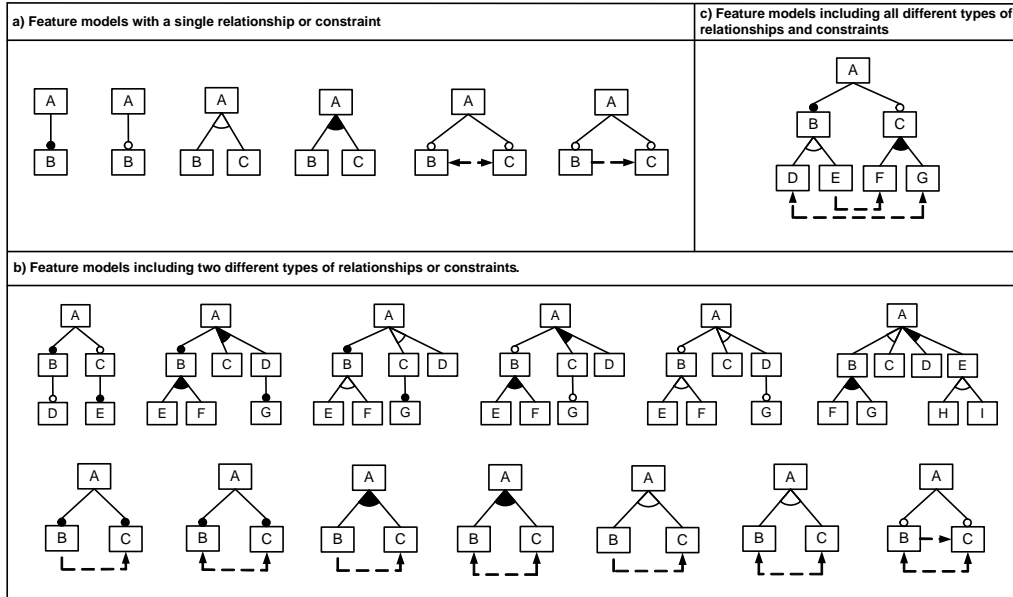 a) Feature models with a single relationship or constraint
c) Feature models including all different types of
relationships and constraints
A A A A A A
B B B C B C B C B C
A
B C
D E F G
b) Feature models including two different types of relationships or constraints.
A A A A A A
B C B C D B C D B C D B C D B C D E
D E E F G E F G E F G E F G F G H I
A A A A A A A
B C B C B C B C B C B C B C